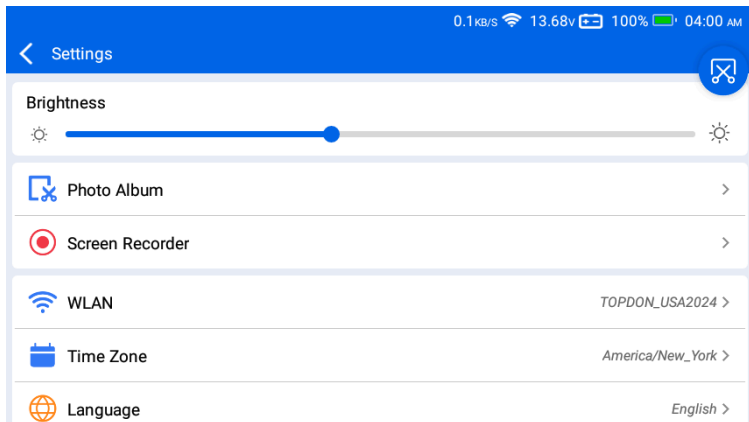 0.1KB/S 13.68V 100% 04:00 AM
Settings
Brightness
Photo Album
Screen Recorder
WLAN TOPDON_USA2024
Time Zone America/New_York
Language English